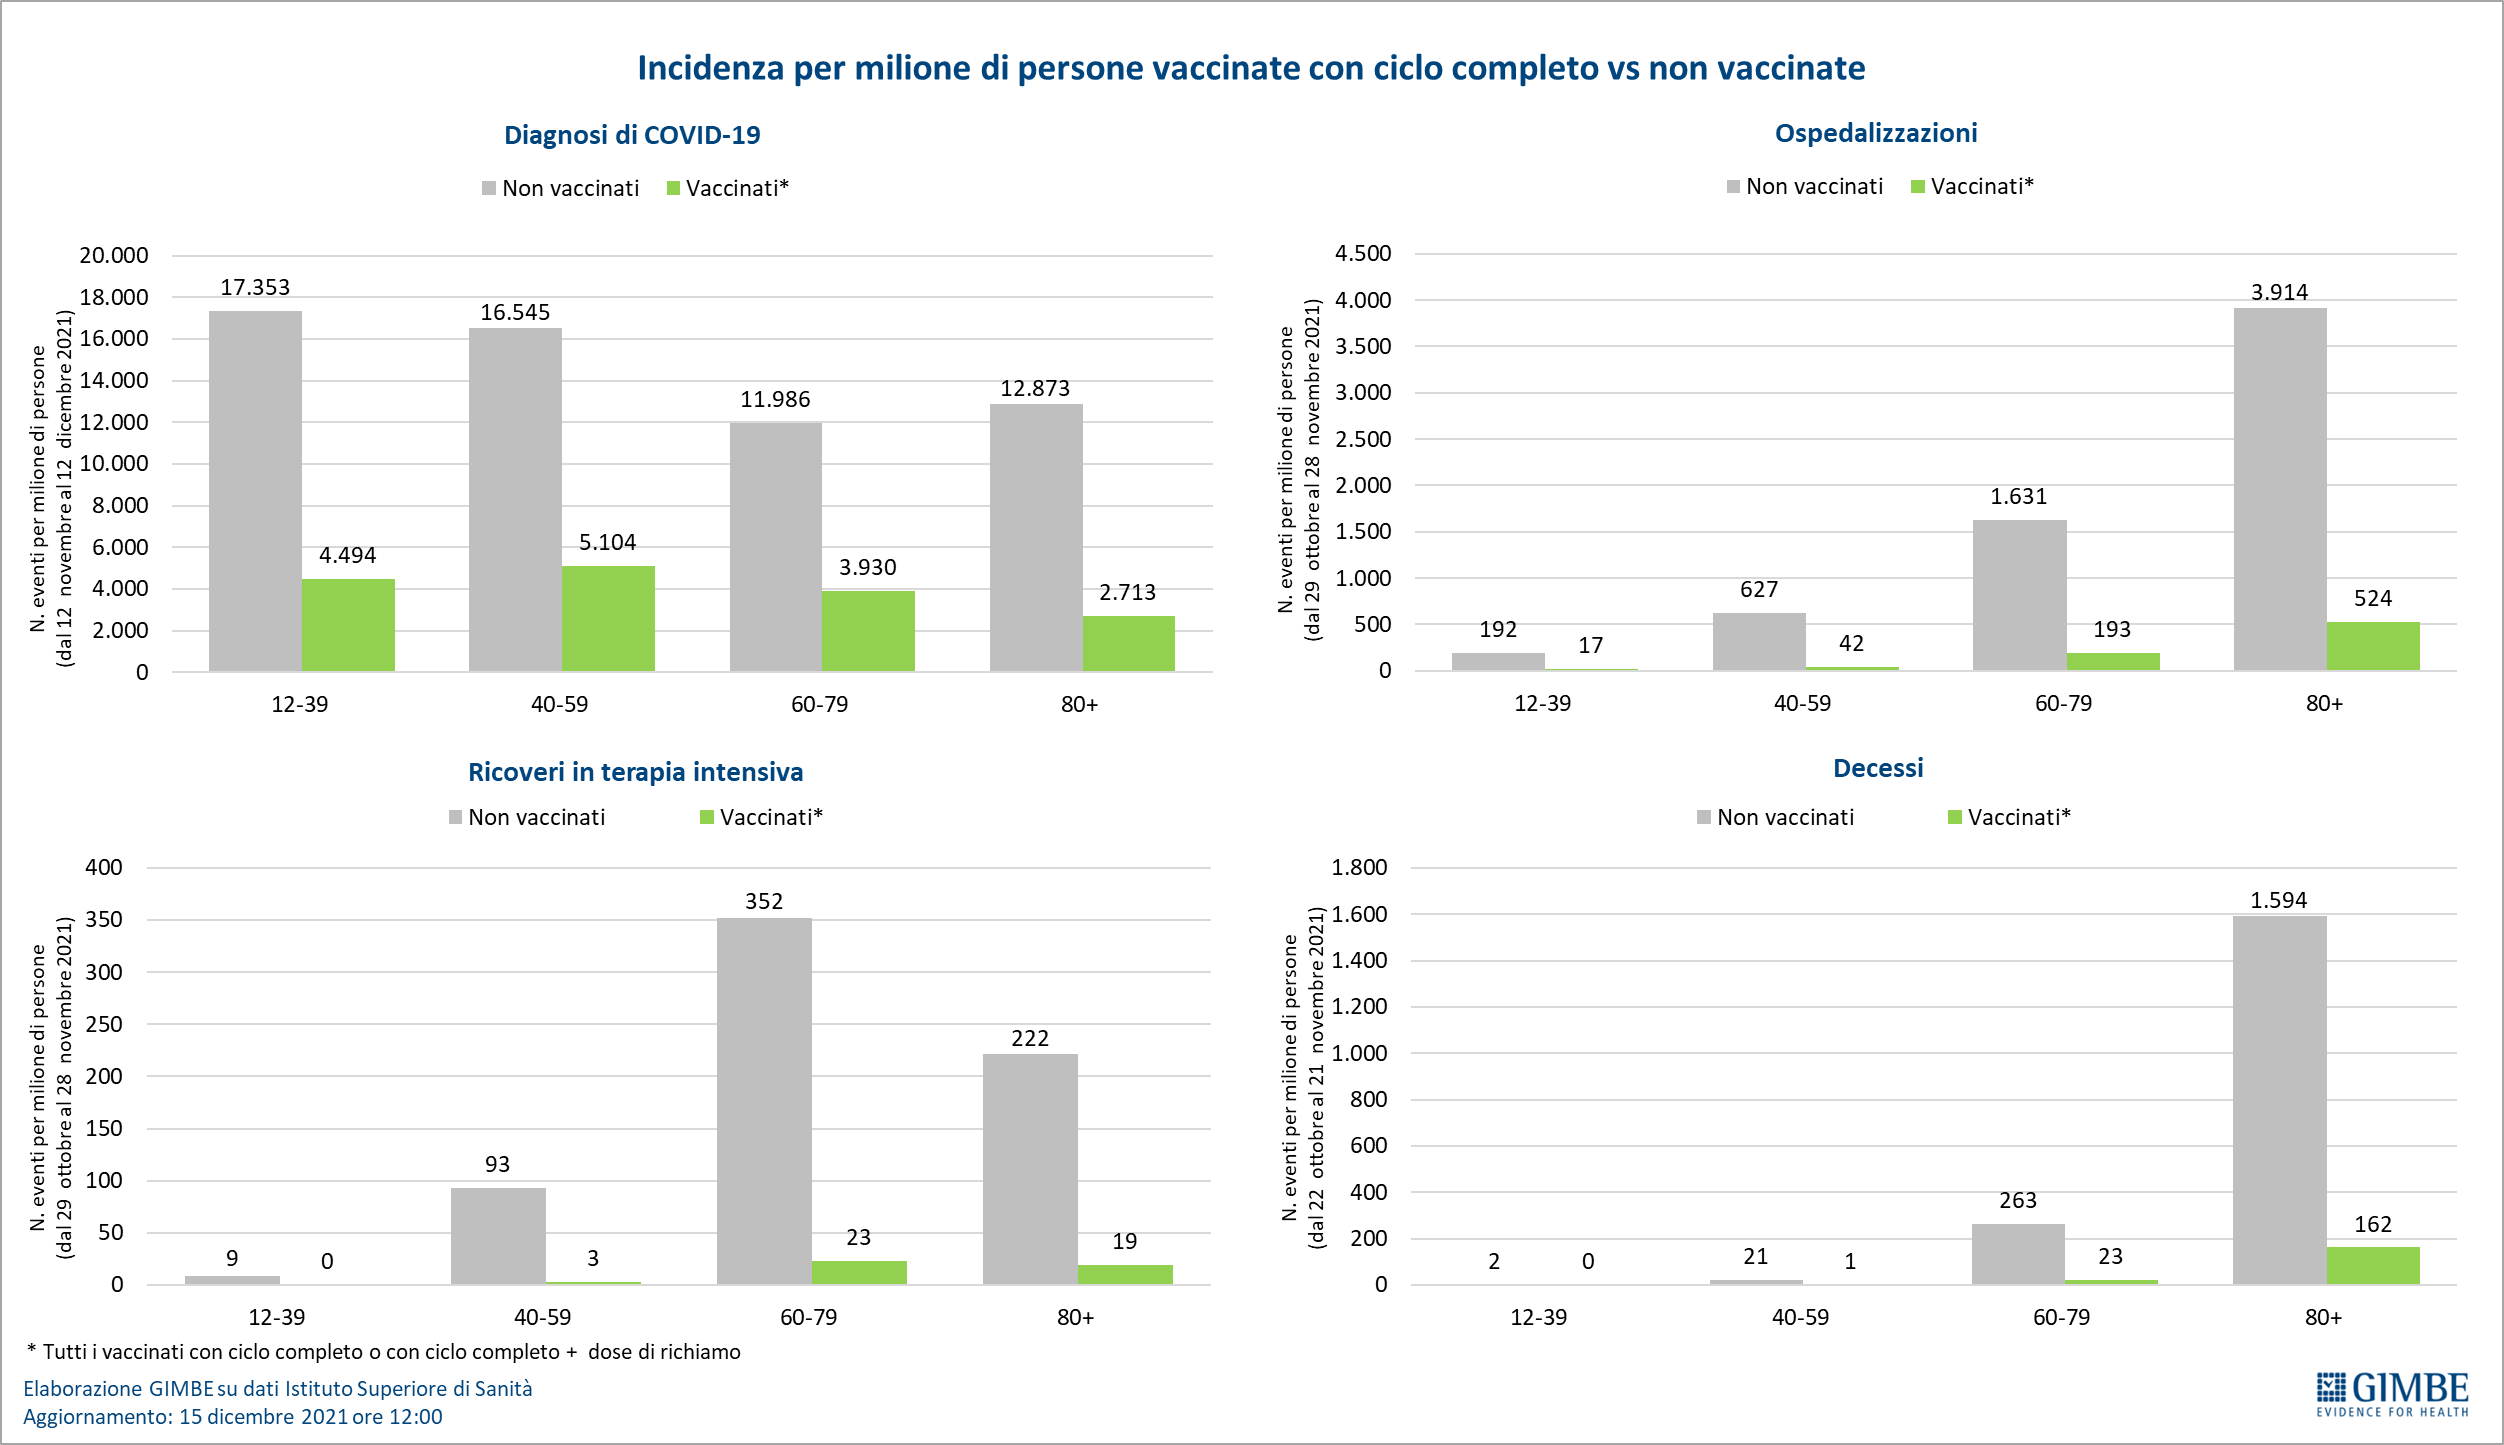 Incidenza per milione di persone vaccinate con ciclo completo vs non vaccinate
Diagnosi di COVID-19
Non vaccinati Vaccinati*
N. eventi per milione di persone
(dal 12 novembre al 12 dicembre 2021)
20.000
18.000
16.000
14.000
12.000
10.000
8.000
6.000
4.000
2.000
0
17.353
4.494
16.545
5.104
11.986
3.930
12.873
2.713
12-39 40-59 60-79 80+
Ospedalizzazioni
Non vaccinati Vaccinati*
N. eventi per milione di persone
(dal 29 ottobre al 28 novembre 2021)
4.500
4.000
3.500
3.000
2.500
2.000
1.500
1.000
500
0
192
17
627
42
1.631
193
3.914
524
12-39 40-59 60-79 80+
Ricoveri in terapia intensiva
Non vaccinati Vaccinati*
N. eventi per milione di persone
(dal 29 ottobre al 28 novembre 2021)
400
350
300
250
200
150
100
50
0
9
0
93
3
352
23
222
19
12-39 40-59 60-79 80+
Decessi
Non vaccinati Vaccinati*
N. eventi per milione di persone
(dal 22 ottobre al 21 novembre 2021)
1.800
1.600
1.400
1.200
1.000
800
600
400
200
0
2
0
21
1
263
23
1.594
162
12-39 40-59 60-79 80+
* Tutti i vaccinati con ciclo completo o con ciclo completo + dose di richiamo
Elaborazione GIMBE su dati Istituto Superiore di Sanità
Aggiornamento: 15 dicembre 2021 ore 12:00
GIMBE
EVIDENCE FOR HEALTH